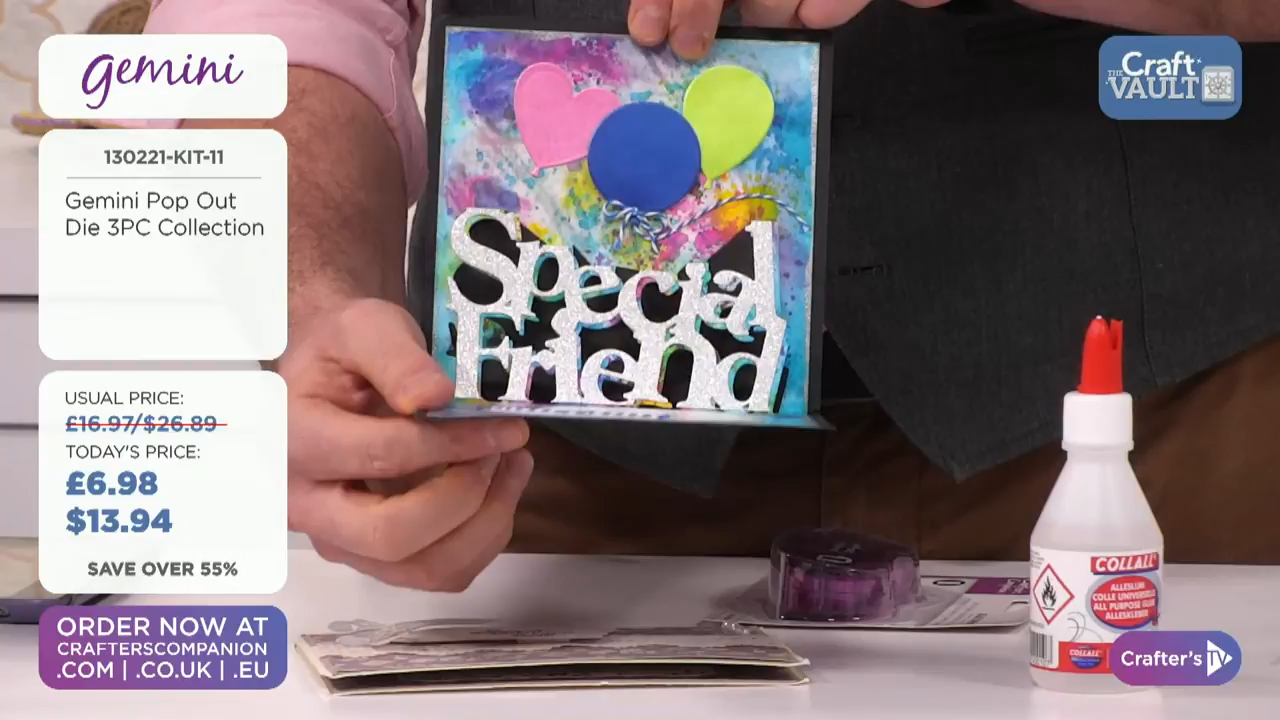 gemini
130221-KIT-11
Gemini Pop Out
Die 3PC Collection
USUAL PRICE:
£16.97/$26.89
TODAY'S PRICE:
£6.98
$13.94
SAVE OVER 55%
ORDER NOW AT
CRAFTERSCOMPANION
.COM | .CO.UK | .EU
THE Craft
VAULT
Special
Friend
COLLALL
ALLESLIJM
COLLE UNIVERSELLE
ALL PURPOSE GLUE
ALLESKLEBER
COLLALL
Crafter's TV